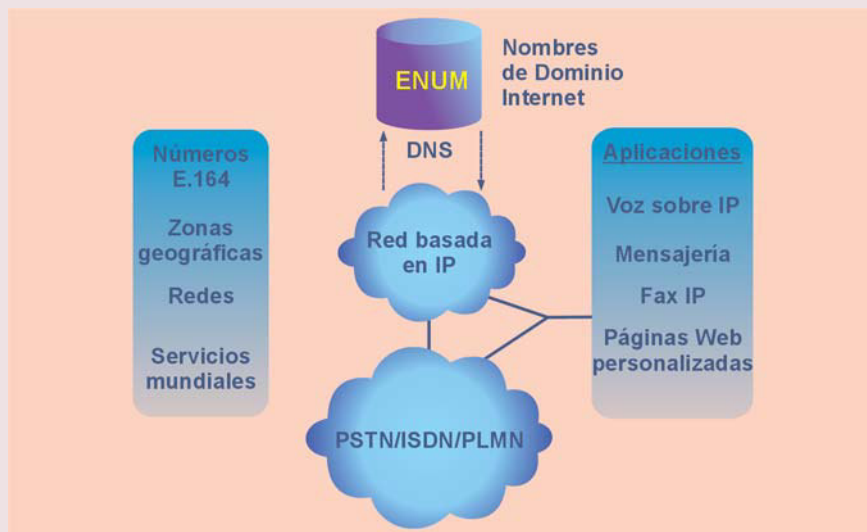 ENUM
Nombres
de Dominio
Internet
DNS
Números
E.164
Zonas
geográficas
Redes
Servicios
mundiales
Red basada
en IP
PSTN/ISDN/PLMN
Aplicaciones
Voz sobre IP
Mensajería
Fax IP
Páginas Web
personalizadas